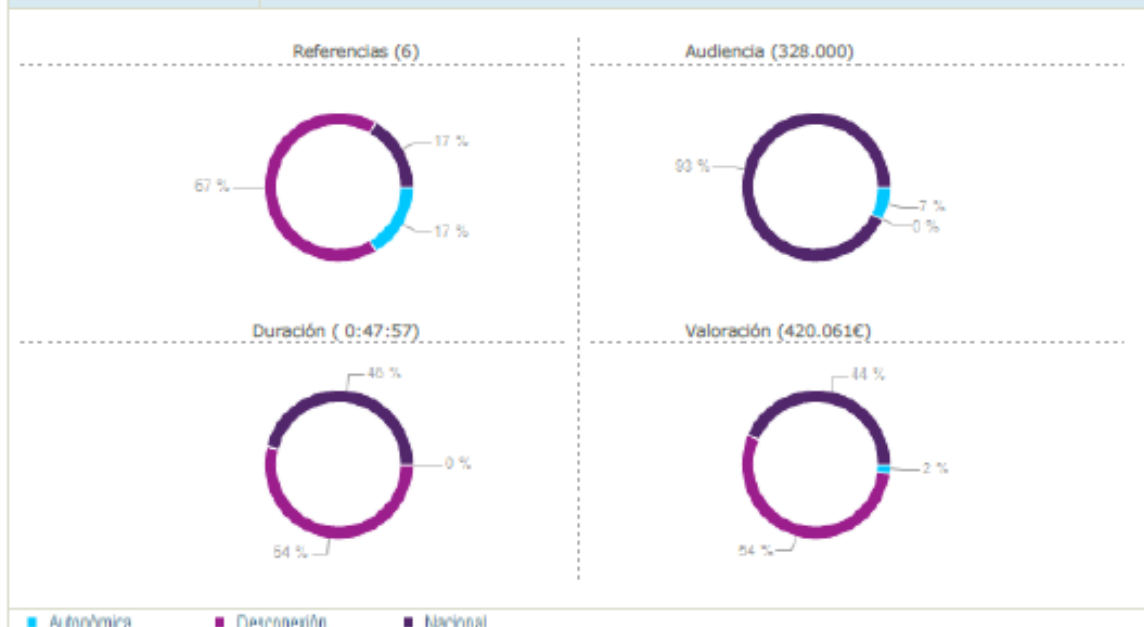 Referencias (6)
17 %
67 %
17 %
Audiencia (328.000)
93 %
7 %
0 %
Duración ( 0:47:57)
46 %
0 %
54 %
Valoración (420.061€)
44 %
2 %
54 %
Autonómica
Desconexión
Nacional